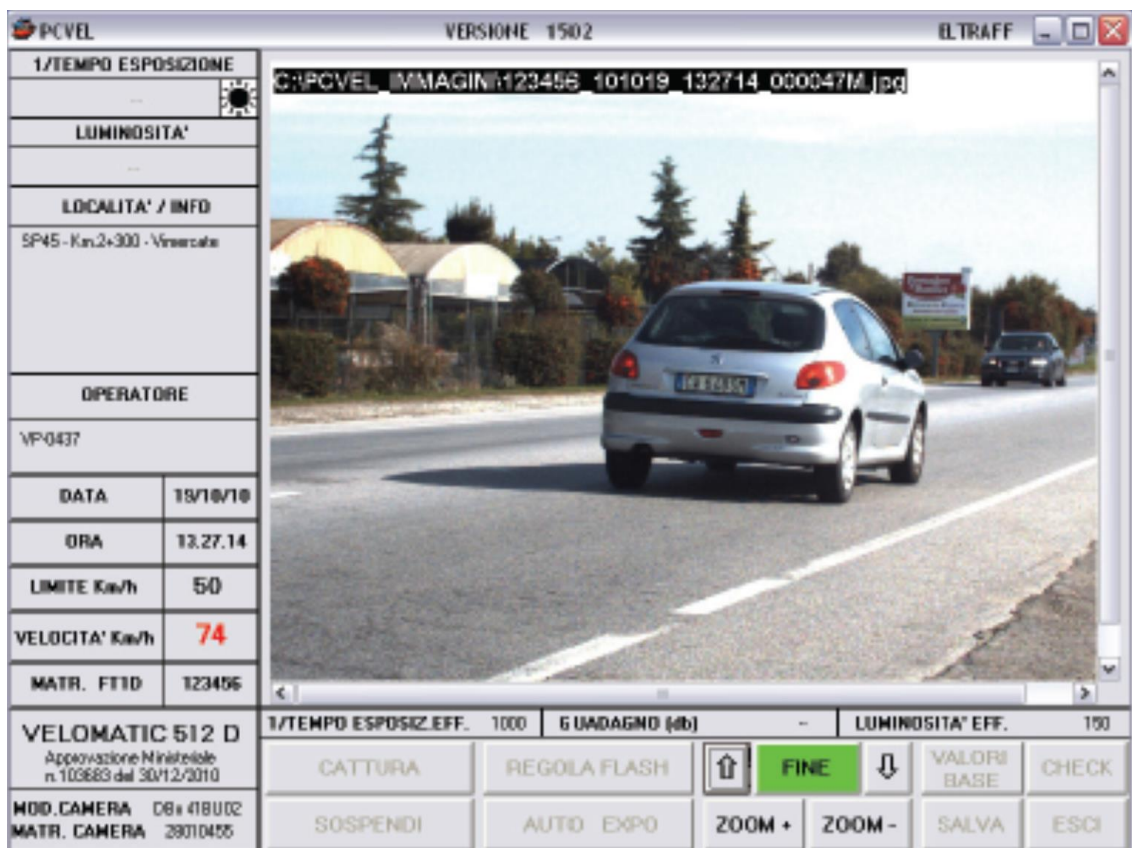 PCVEL VERSIONE 1502 ELTRAFF
1/TEMPO ESPOSIZIONE
--
LUMINOSITA'
--
LOCALITA' / INFO
SP45 - Km.2+300 - Vimercate
OPERATORE
VP-0437
DATA 19/10/10
ORA 13.27.14
LIMITE Km/h 50
VELOCITA' Km/h 74
MATR. FT1D 123456
VELOMATIC 512 D
Approvazione Ministeriale
n. 103683 del 30/12/2010
MOD.CAMERA DBx 41BU02
MATR. CAMERA 28010455
C:\PCVEL_IMMAGINI\123456_101019_132714_000047M.jpg
1/TEMPO ESPOSIZ.EFF. 1000 GUADAGNO (db) - LUMINOSITA' EFF. 150
CATTURA REGOLA FLASH FINE VALORI BASE CHECK
SOSPENDI AUTO EXPO ZOOM + ZOOM - SALVA ESCI